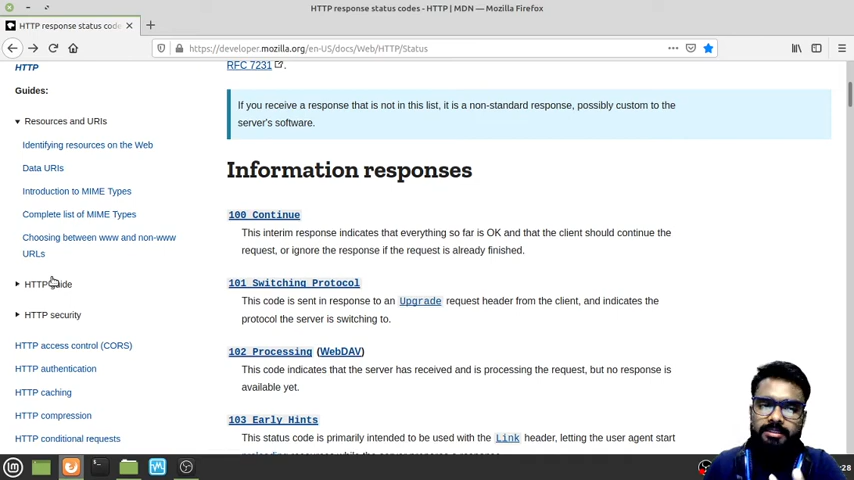 HTTP response status codes - HTTP | MDN — Mozilla Firefox
HTTP response status code
https://developer.mozilla.org/en-US/docs/Web/HTTP/Status
HTTP
Guides:
Resources and URIs
Identifying resources on the Web
Data URIs
Introduction to MIME Types
Complete list of MIME Types
Choosing between www and non-www
URLs
HTTP guide
HTTP security
HTTP access control (CORS)
HTTP authentication
HTTP caching
HTTP compression
HTTP conditional requests
RFC 7231.
If you receive a response that is not in this list, it is a non-standard response, possibly custom to the
server's software.
Information responses
100 Continue
This interim response indicates that everything so far is OK and that the client should continue the
request, or ignore the response if the request is already finished.
101 Switching Protocol
This code is sent in response to an Upgrade request header from the client, and indicates the
protocol the server is switching to.
102 Processing (WebDAV)
This code indicates that the server has received and is processing the request, but no response is
available yet.
103 Early Hints
This status code is primarily intended to be used with the Link header, letting the user agent start
:28